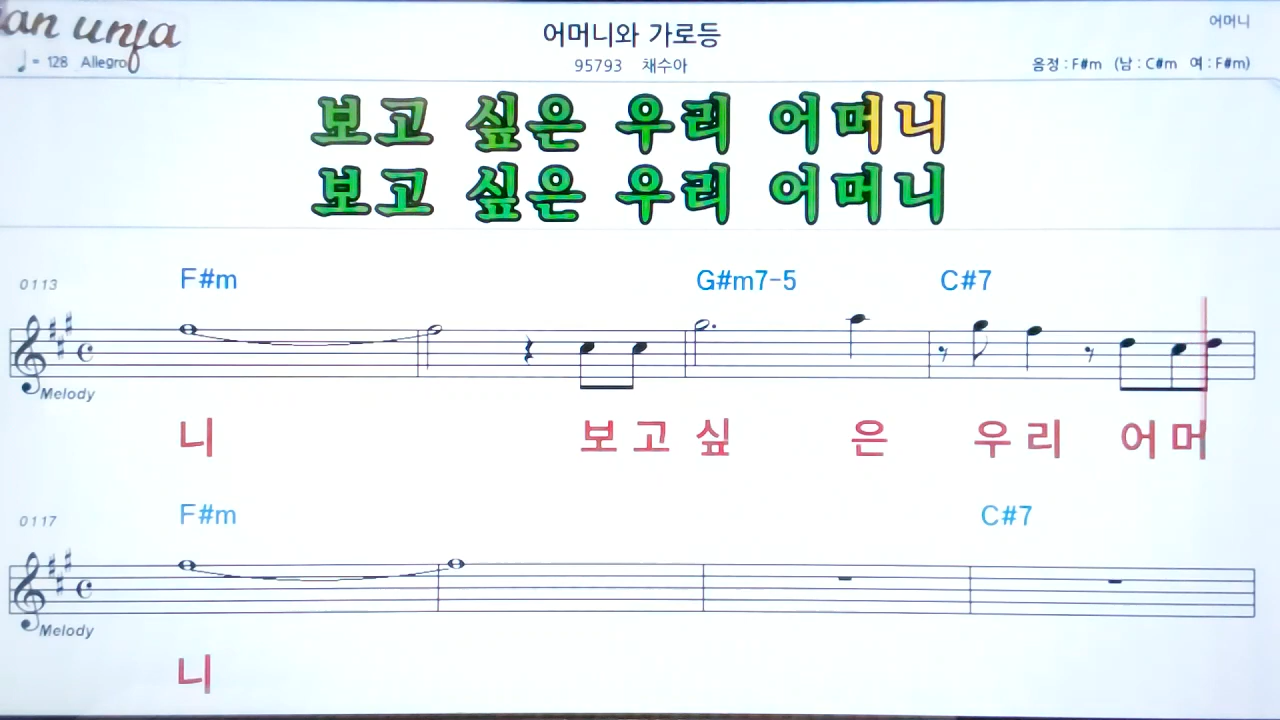 an unja
어머니와 가로등
어머니
♩= 128 Allegro
95793 채수아
음정 : F#m (남 : C#m 여 : F#m)
보고 싶은 우리 어머니
보고 싶은 우리 어머니
0113 F#m G#m7-5 C#7
Melody
니 보 고 싶 은 우 리 어 머
0117 F#m C#7
Melody
니